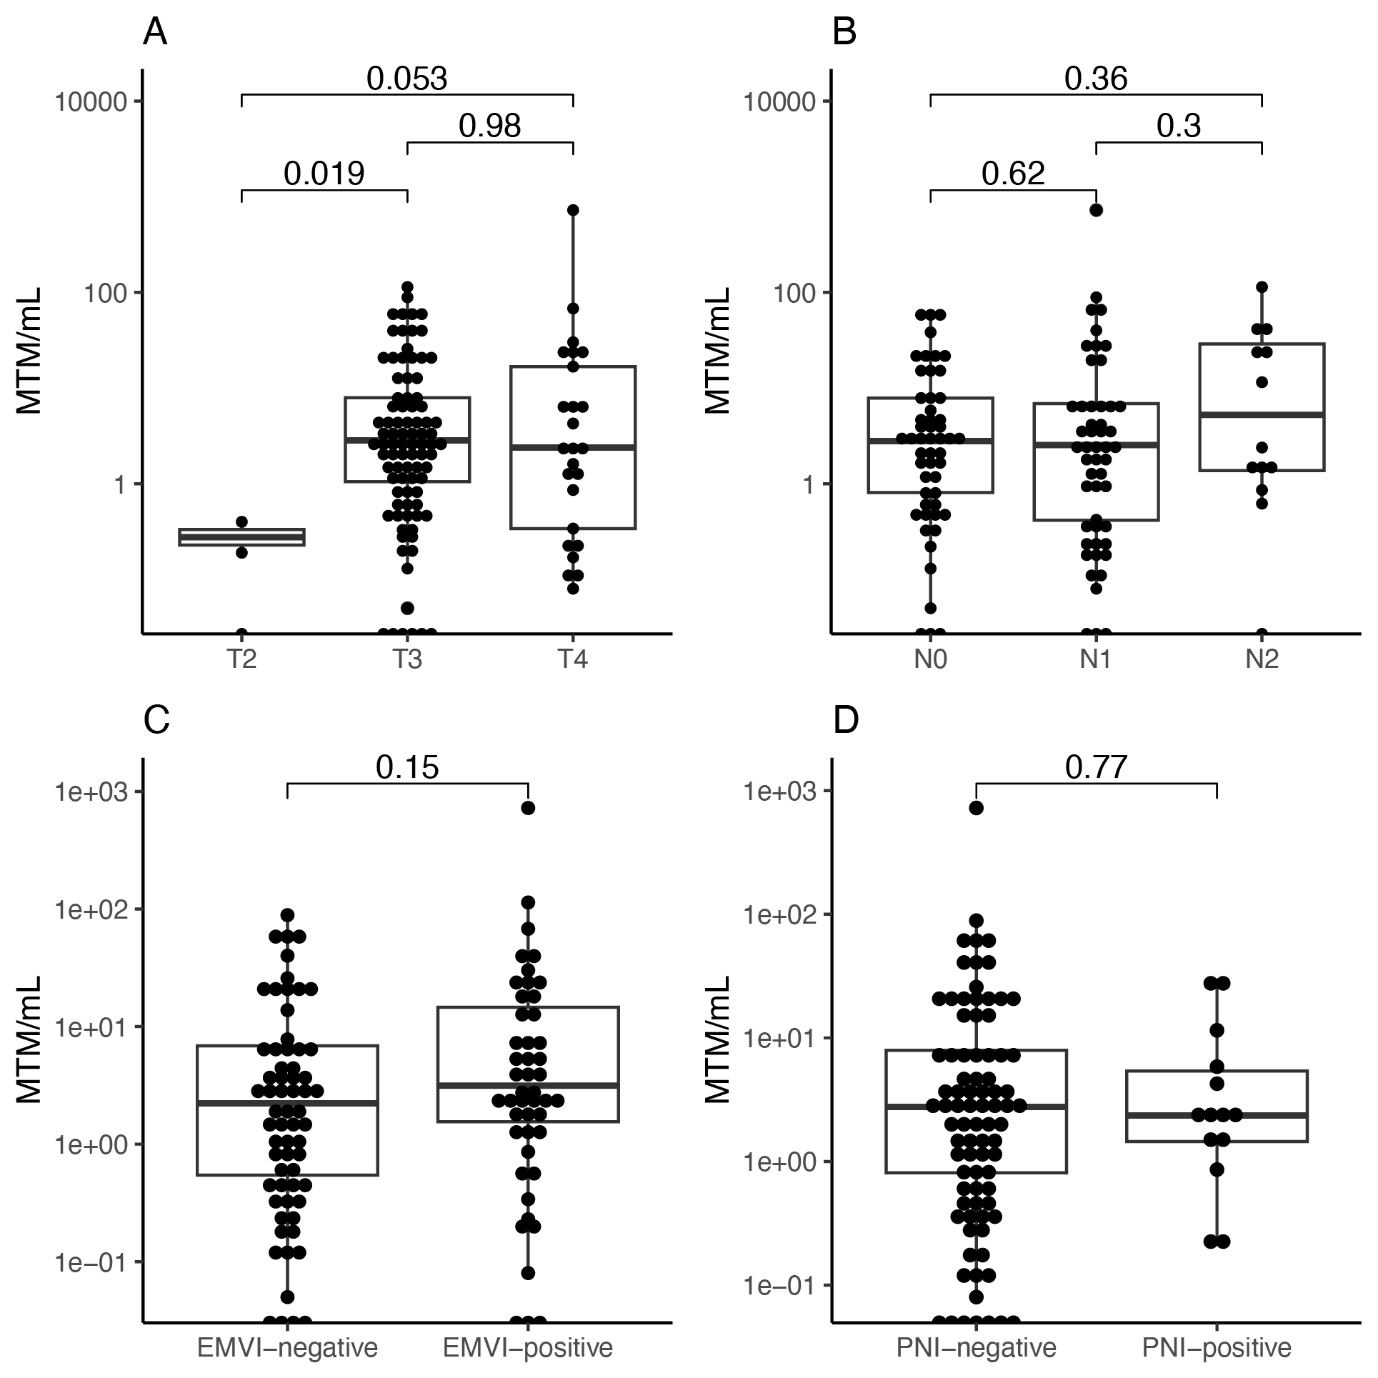 A
0.053
0.98
0.019
10000
100
1
MTM/mL
T2
T3
T4
B
0.36
0.3
0.62
10000
100
1
MTM/mL
N0
N1
N2
C
0.15
1e+03
1e+02
1e+01
1e+00
1e−01
MTM/mL
EMVI−negative
EMVI−positive
D
0.77
1e+03
1e+02
1e+01
1e+00
1e−01
MTM/mL
PNI−negative
PNI−positive